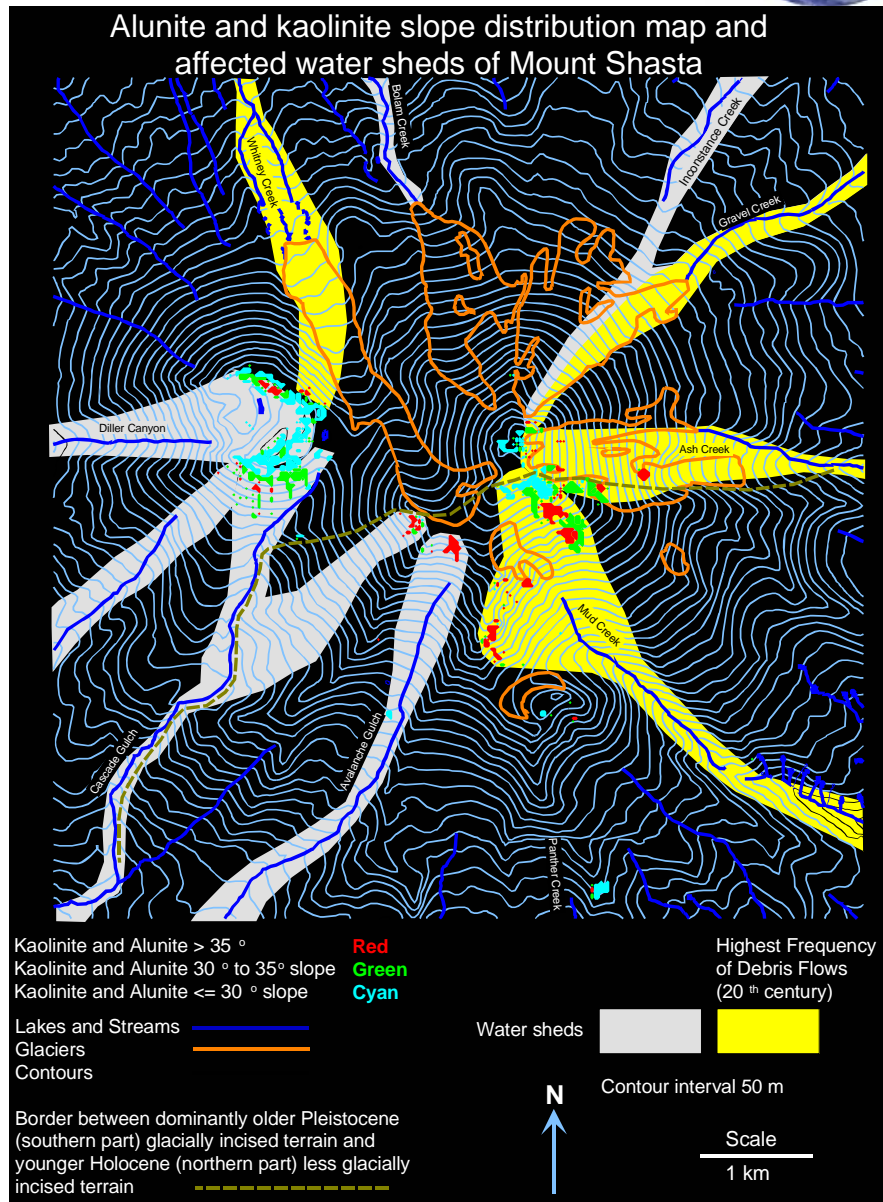 Alunite and kaolinite slope distribution map and
affected water sheds of Mount Shasta
Whitney Creek
Bolam Creek
Inconstance Creek
Gravel Creek
Diller Canyon
Ash Creek
Mud Creek
Cascade Gulch
Avalanche Gulch
Panther Creek
Kaolinite and Alunite > 35 ° Red
Kaolinite and Alunite 30 ° to 35° slope Green
Kaolinite and Alunite <= 30 ° slope Cyan
Lakes and Streams
Glaciers
Contours
Border between dominantly older Pleistocene
(southern part) glacially incised terrain and
younger Holocene (northern part) less glacially
incised terrain
Highest Frequency
of Debris Flows
(20 th century)
Water sheds
Contour interval 50 m
N
Scale
1 km